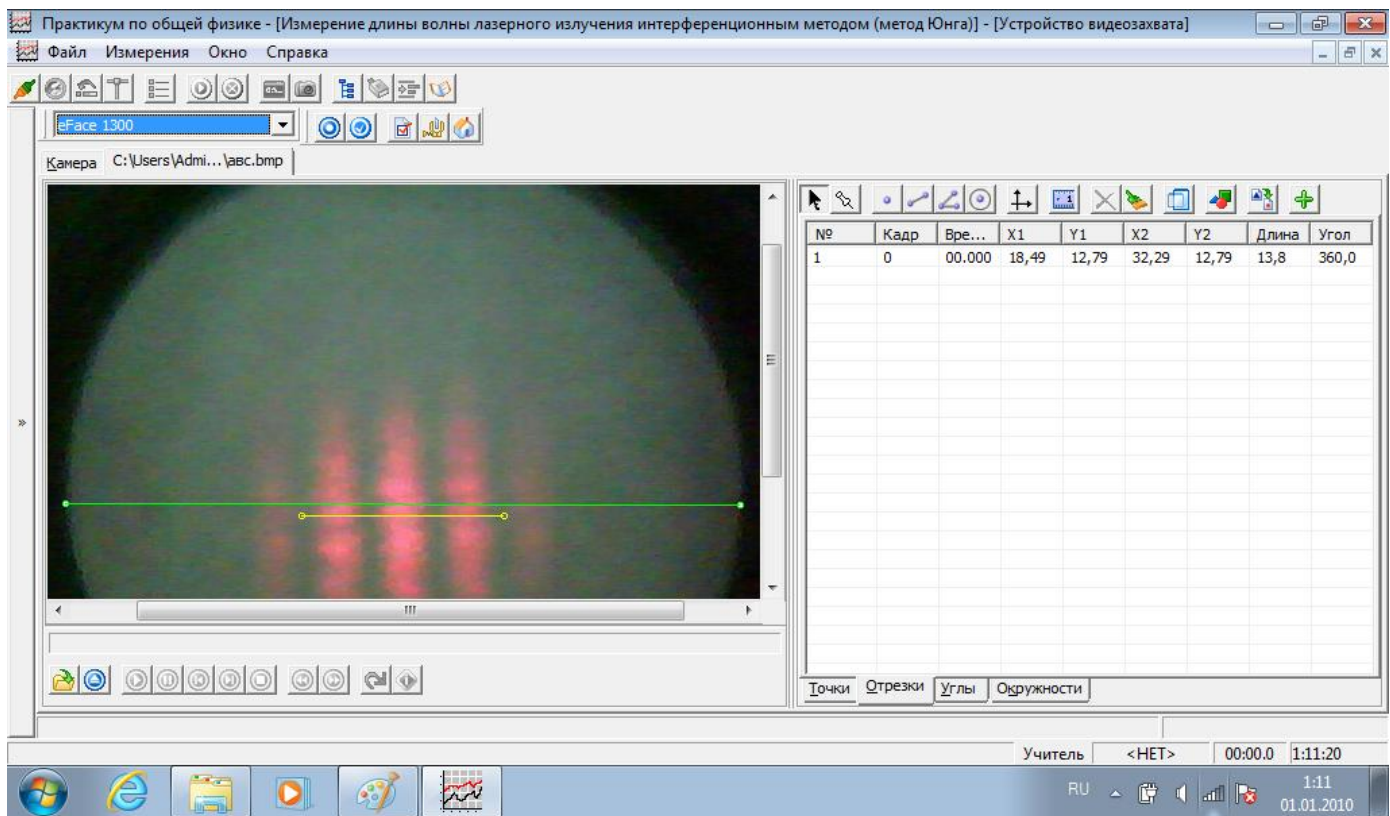 Практикум по общей физике - [Измерение длины волны лазерного излучения интерференционным методом (метод Юнга)] - [Устройство видеозахвата]
Файл Измерения Окно Справка
eFace 1300
Камера C:\Users\Admi...\авс.bmp
№ Кадр Вре... X1 Y1 X2 Y2 Длина Угол
1 0 00.000 18,49 12,79 32,29 12,79 13,8 360,0
Точки Отрезки Углы Окружности
Учитель <НЕТ> 00:00.0 1:11:20
RU 1:11
01.01.2010